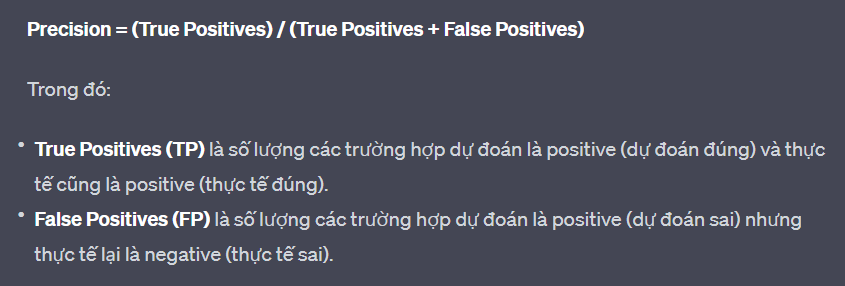 Precision = (True Positives) / (True Positives + False Positives)
Trong đó:
• True Positives (TP) là số lượng các trường hợp dự đoán là positive (dự đoán đúng) và thực
tế cũng là positive (thực tế đúng).
• False Positives (FP) là số lượng các trường hợp dự đoán là positive (dự đoán sai) nhưng
thực tế lại là negative (thực tế sai).